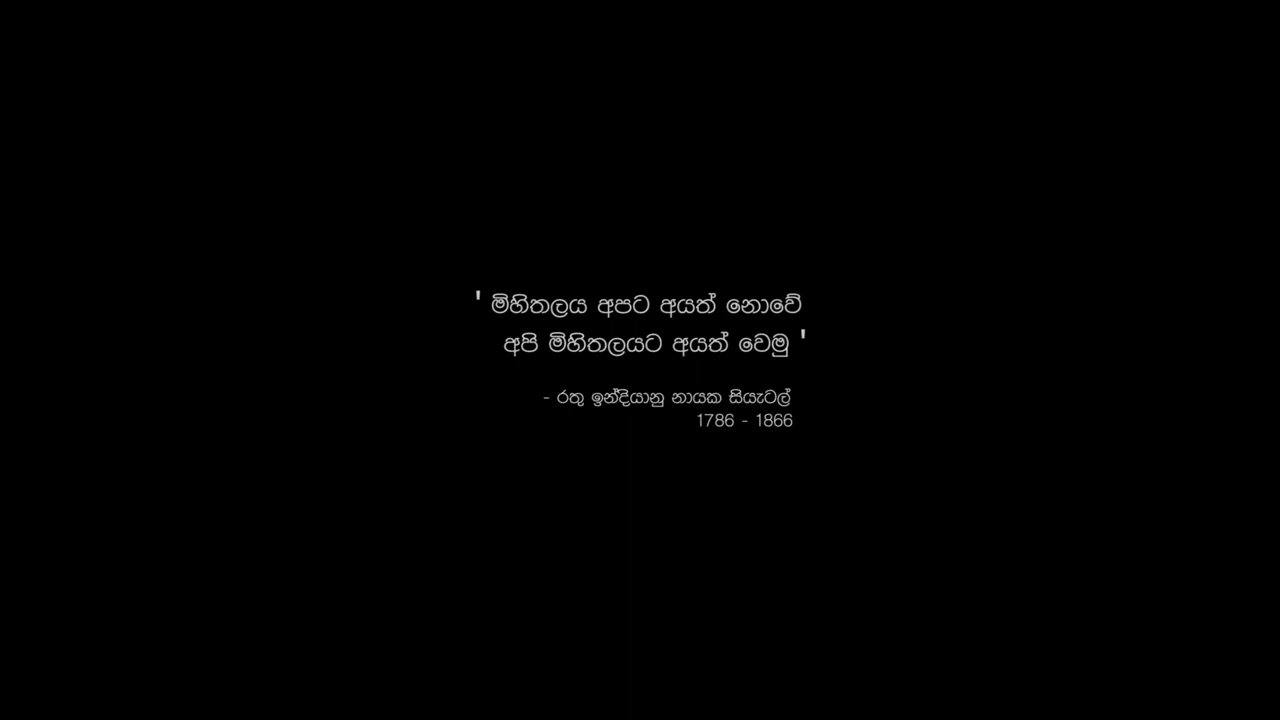 ' මිහිතලය අපට අයත් නොවේ
අපි මිහිතලයට අයත් වෙමු '
- රතු ඉන්දියානු නායක සියැටල්
1786 - 1866